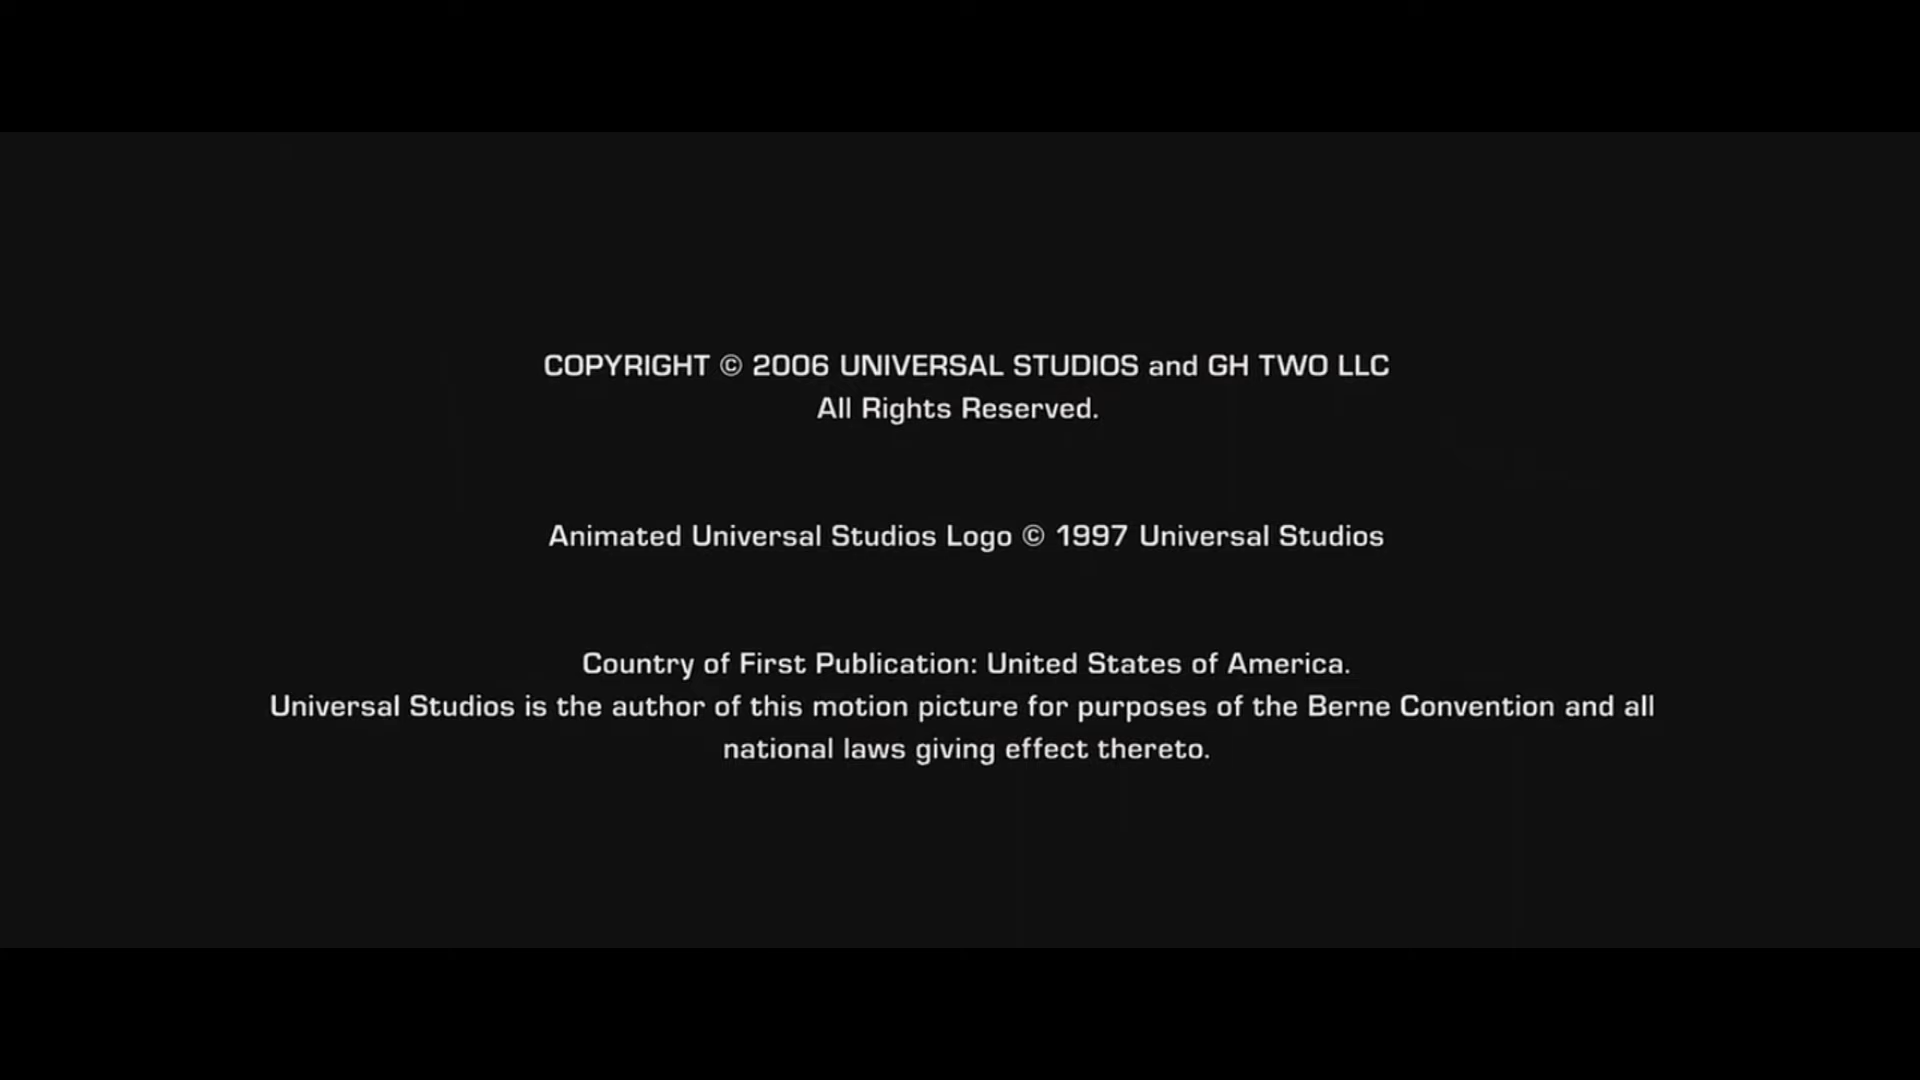 COPYRIGHT © 2006 UNIVERSAL STUDIOS and GH TWO LLC
All Rights Reserved.
Animated Universal Studios Logo © 1997 Universal Studios
Country of First Publication: United States of America.
Universal Studios is the author of this motion picture for purposes of the Berne Convention and all
national laws giving effect thereto.